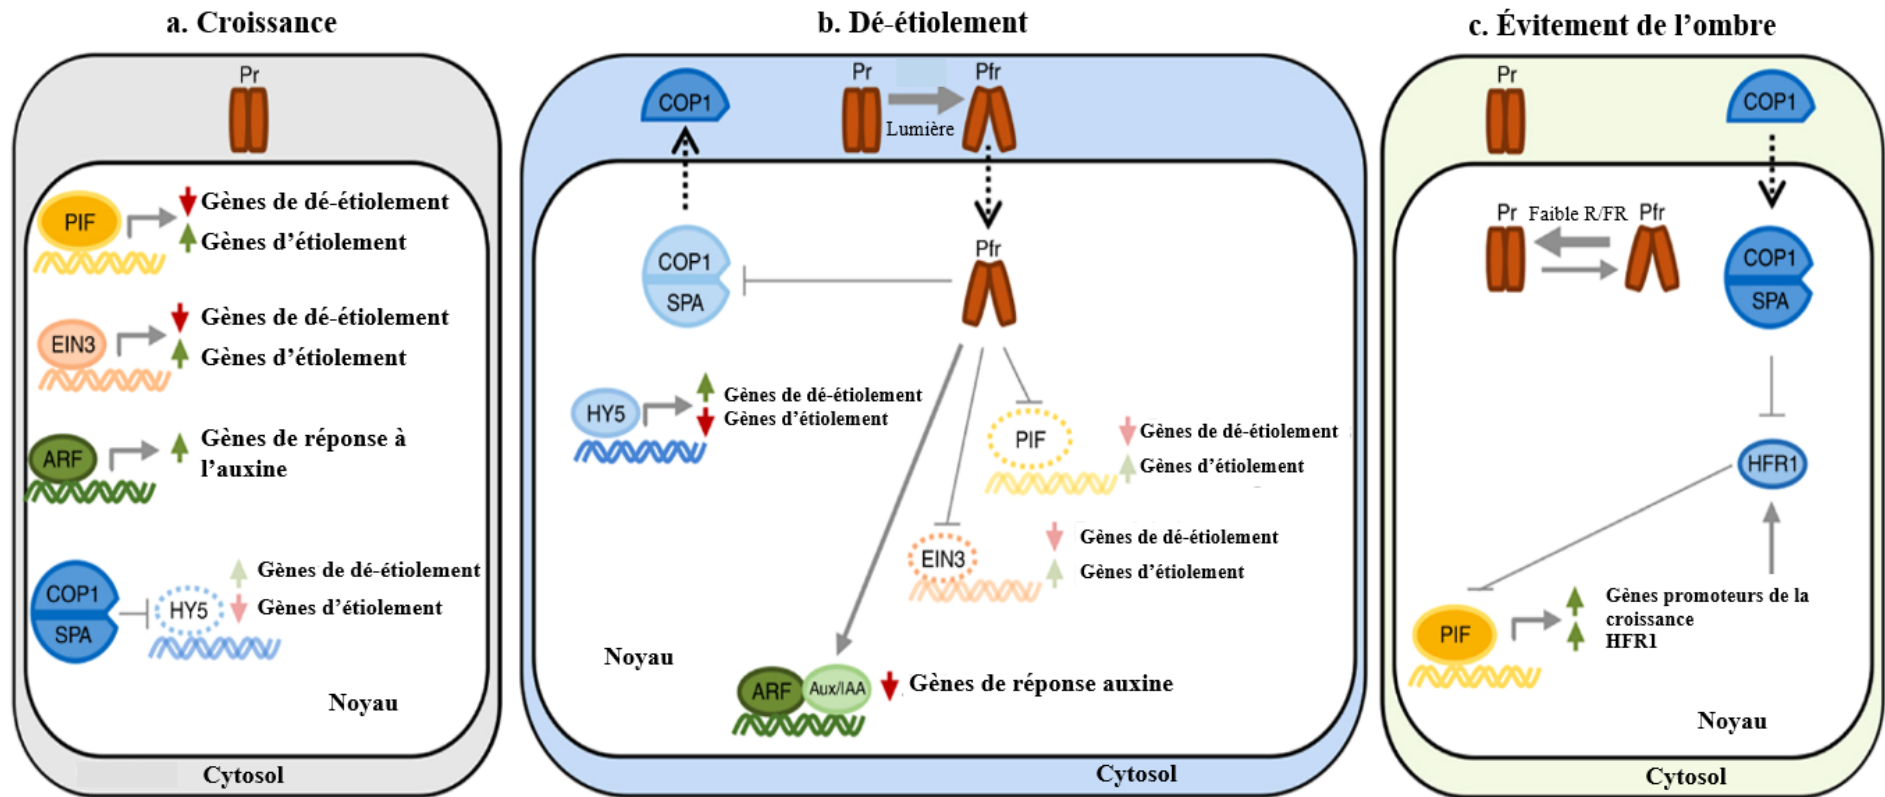 a. Croissance
Pr
PIF
Gènes de dé-étiolement
Gènes d’étiolement
EIN3
Gènes de dé-étiolement
Gènes d’étiolement
ARF
Gènes de réponse à
l’auxine
COP1
SPA
HY5
Gènes de dé-étiolement
Gènes d’étiolement
Noyau
Cytosol
b. Dé-étiolement
COP1
Pr
Pfr
Lumière
COP1
SPA
Pfr
HY5
Gènes de dé-étiolement
Gènes d’étiolement
PIF
Gènes de dé-étiolement
Gènes d’étiolement
EIN3
Gènes de dé-étiolement
Gènes d’étiolement
Noyau
ARF
Aux/IAA
Gènes de réponse auxine
Cytosol
c. Évitement de l’ombre
Pr
COP1
Pr
Faible R/FR
Pfr
COP1
SPA
HFR1
PIF
Gènes promoteurs de la
croissance
HFR1
Noyau
Cytosol